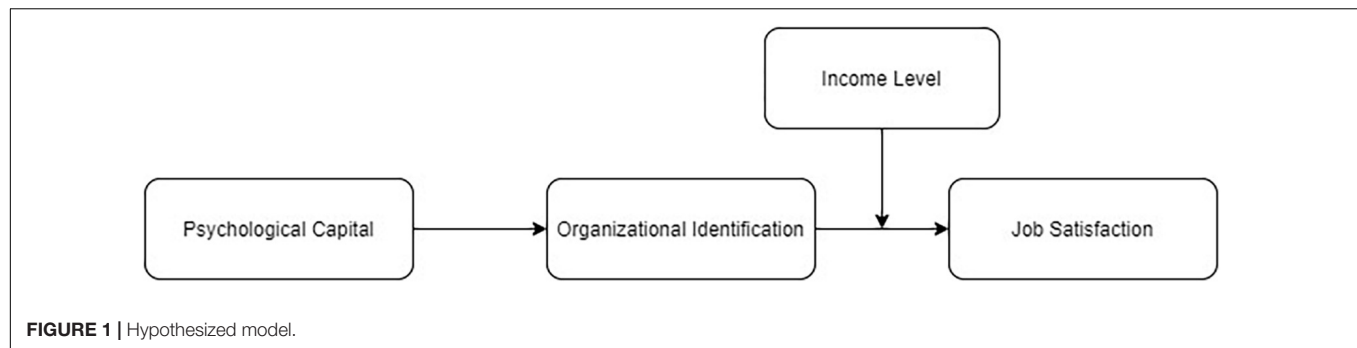 Income Level
Psychological Capital
Organizational Identification
Job Satisfaction
FIGURE 1 | Hypothesized model.